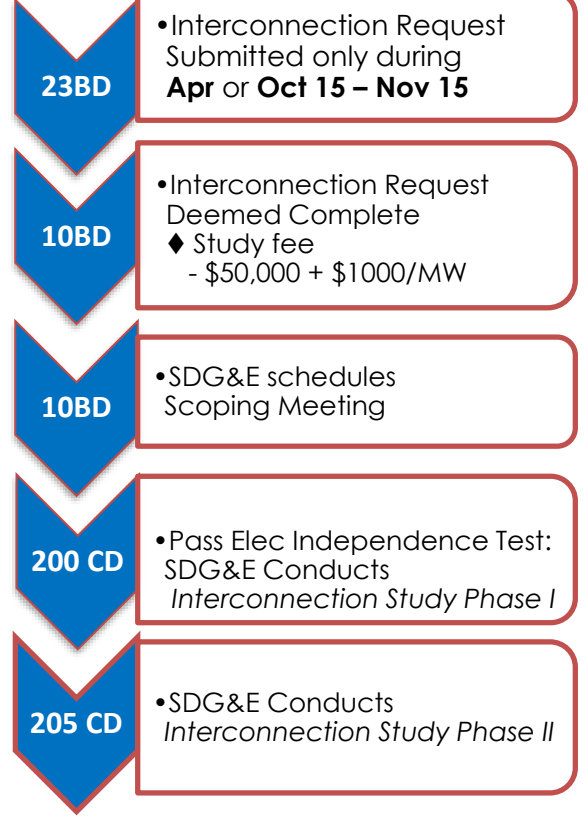 23BD
•Interconnection Request
Submitted only during
Apr or Oct 15 – Nov 15
10BD
•Interconnection Request
Deemed Complete
♦ Study fee
- $50,000 + $1000/MW
10BD
•SDG&E schedules
Scoping Meeting
200 CD
•Pass Elec Independence Test:
SDG&E Conducts
Interconnection Study Phase I
205 CD
•SDG&E Conducts
Interconnection Study Phase II